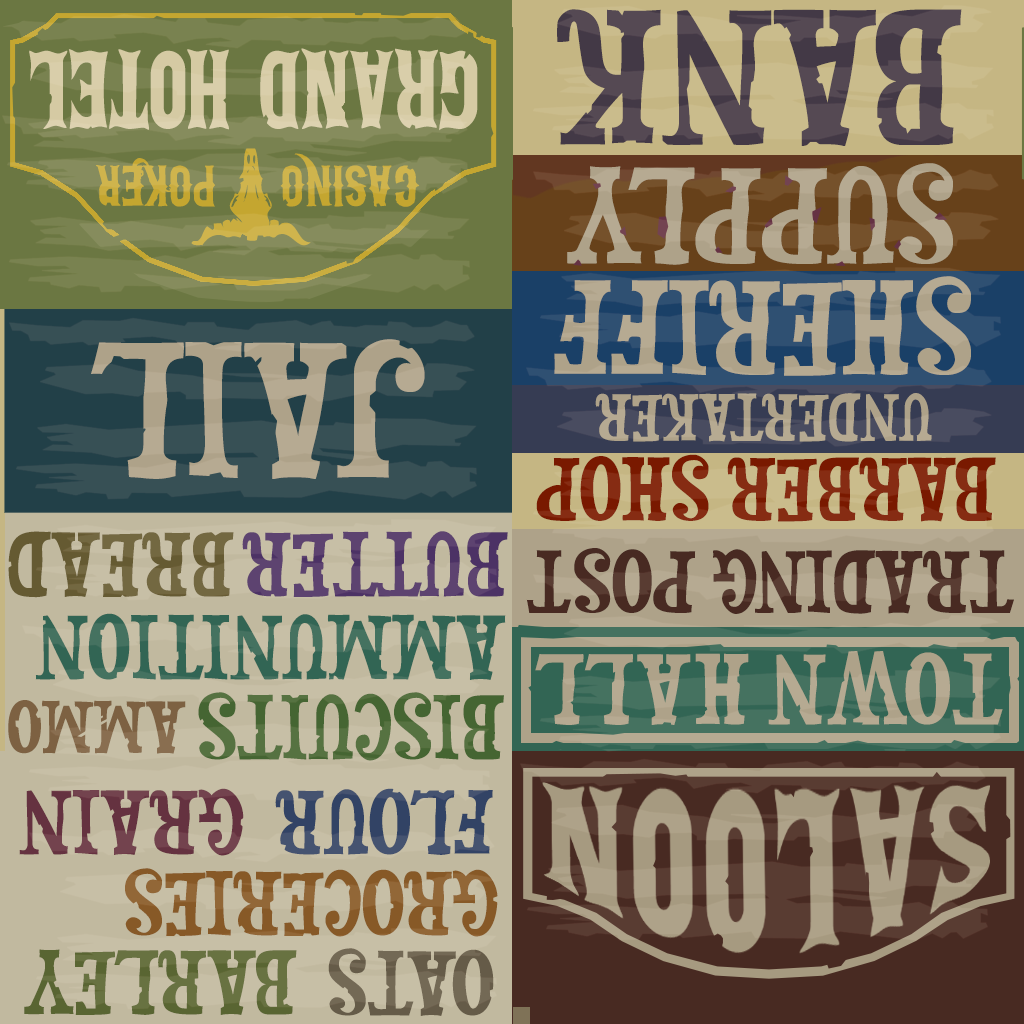 SALOON
TOWN HALL
TRADING POST
BARBER SHOP
UNDERTAKER
SHERIFF
SUPPLY
BANK
OATS BARLEY
GROCERIES
FLOUR GRAIN
BISCUITS AMMO
AMMUNITION
BUTTER BREAD
JAIL
CASINO POKER
GRAND HOTEL